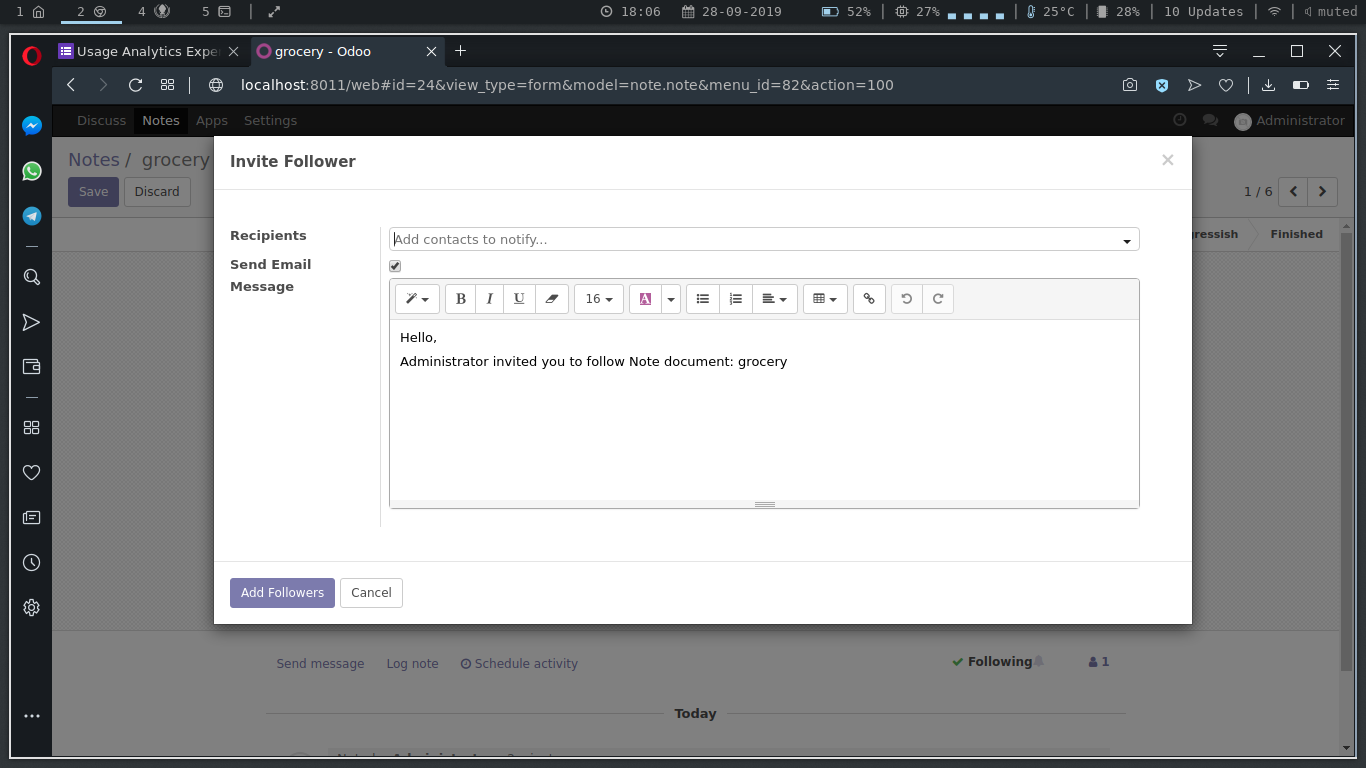 1 2 4 5 18:06 28-09-2019 52% 27% 25°C 28% 10 Updates muted
Usage Analytics Expe grocery - Odoo
localhost:8011/web#id=24&view_type=form&model=note.note&menu_id=82&action=100
Discuss Notes Apps Settings Administrator
Notes / grocery
Invite Follower ×
Save Discard 1 / 6
Recipients Add contacts to notify...
gressish Finished
Send Email
Message
B I U 16 A
Hello,
Administrator invited you to follow Note document: grocery
Add Followers Cancel
Send message Log note Schedule activity Following 1
Today